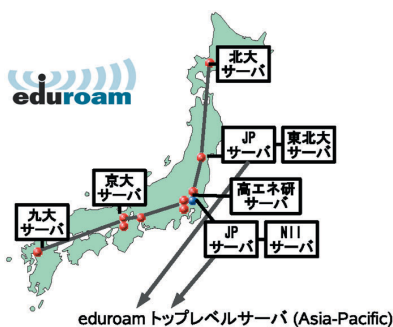 北大
サーバ
eduroam
JP
サーバ
東北大
サーバ
京大
サーバ
高エネ研
サーバ
九大
サーバ
JP
サーバ
NII
サーバ
eduroam トップレベルサーバ (Asia-Pacific)